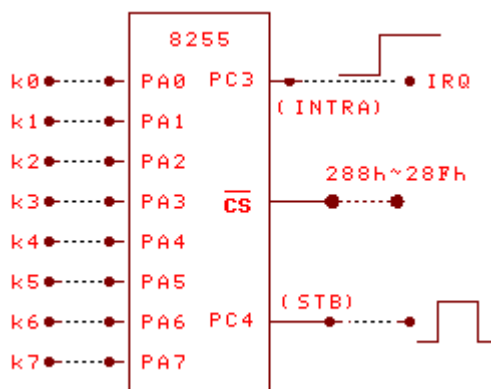 8255
k0 PA0 PC3 IRQ
(INTRA)
k1 PA1
k2 PA2
288h~28Fh
k3 PA3 CS
k4 PA4
k5 PA5
(STB)
k6 PA6 PC4
k7 PA7